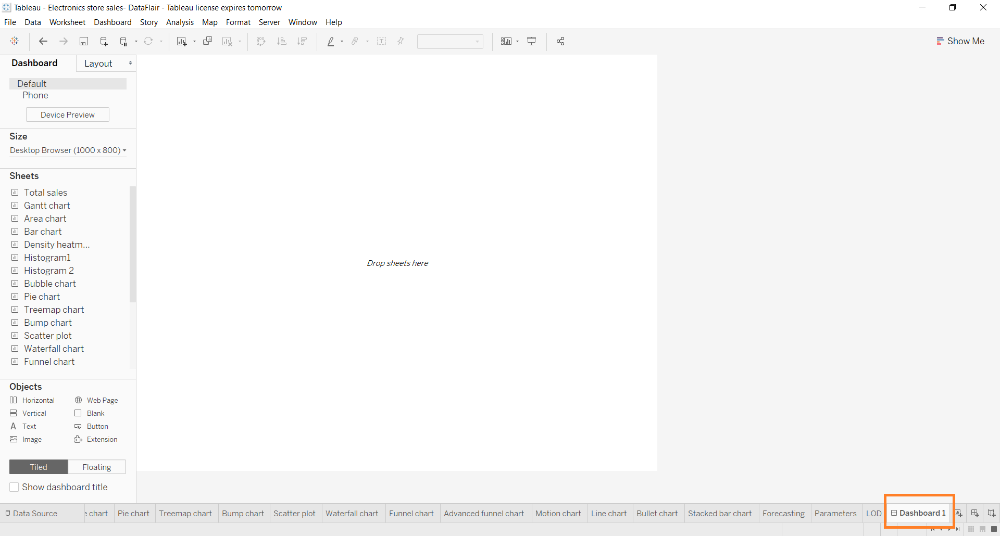 Tableau - Electronics store sales- DataFlair - Tableau license expires tomorrow
File Data Worksheet Dashboard Story Analysis Map Format Server Window Help
Show Me
Dashboard Layout
Default
Phone
Device Preview
Size
Desktop Browser (1000 x 800)
Sheets
Total sales
Gantt chart
Area chart
Bar chart
Density heatm...
Histogram1
Histogram 2
Bubble chart
Pie chart
Treemap chart
Bump chart
Scatter plot
Waterfall chart
Funnel chart
Drop sheets here
Objects
Horizontal Web Page
Vertical Blank
Text Button
Image Extension
Tiled Floating
Show dashboard title
Data Source e chart Pie chart Treemap chart Bump chart Scatter plot Waterfall chart Funnel chart Advanced funnel chart Motion chart Line chart Bullet chart Stacked bar chart Forecasting Parameters LOD Dashboard 1